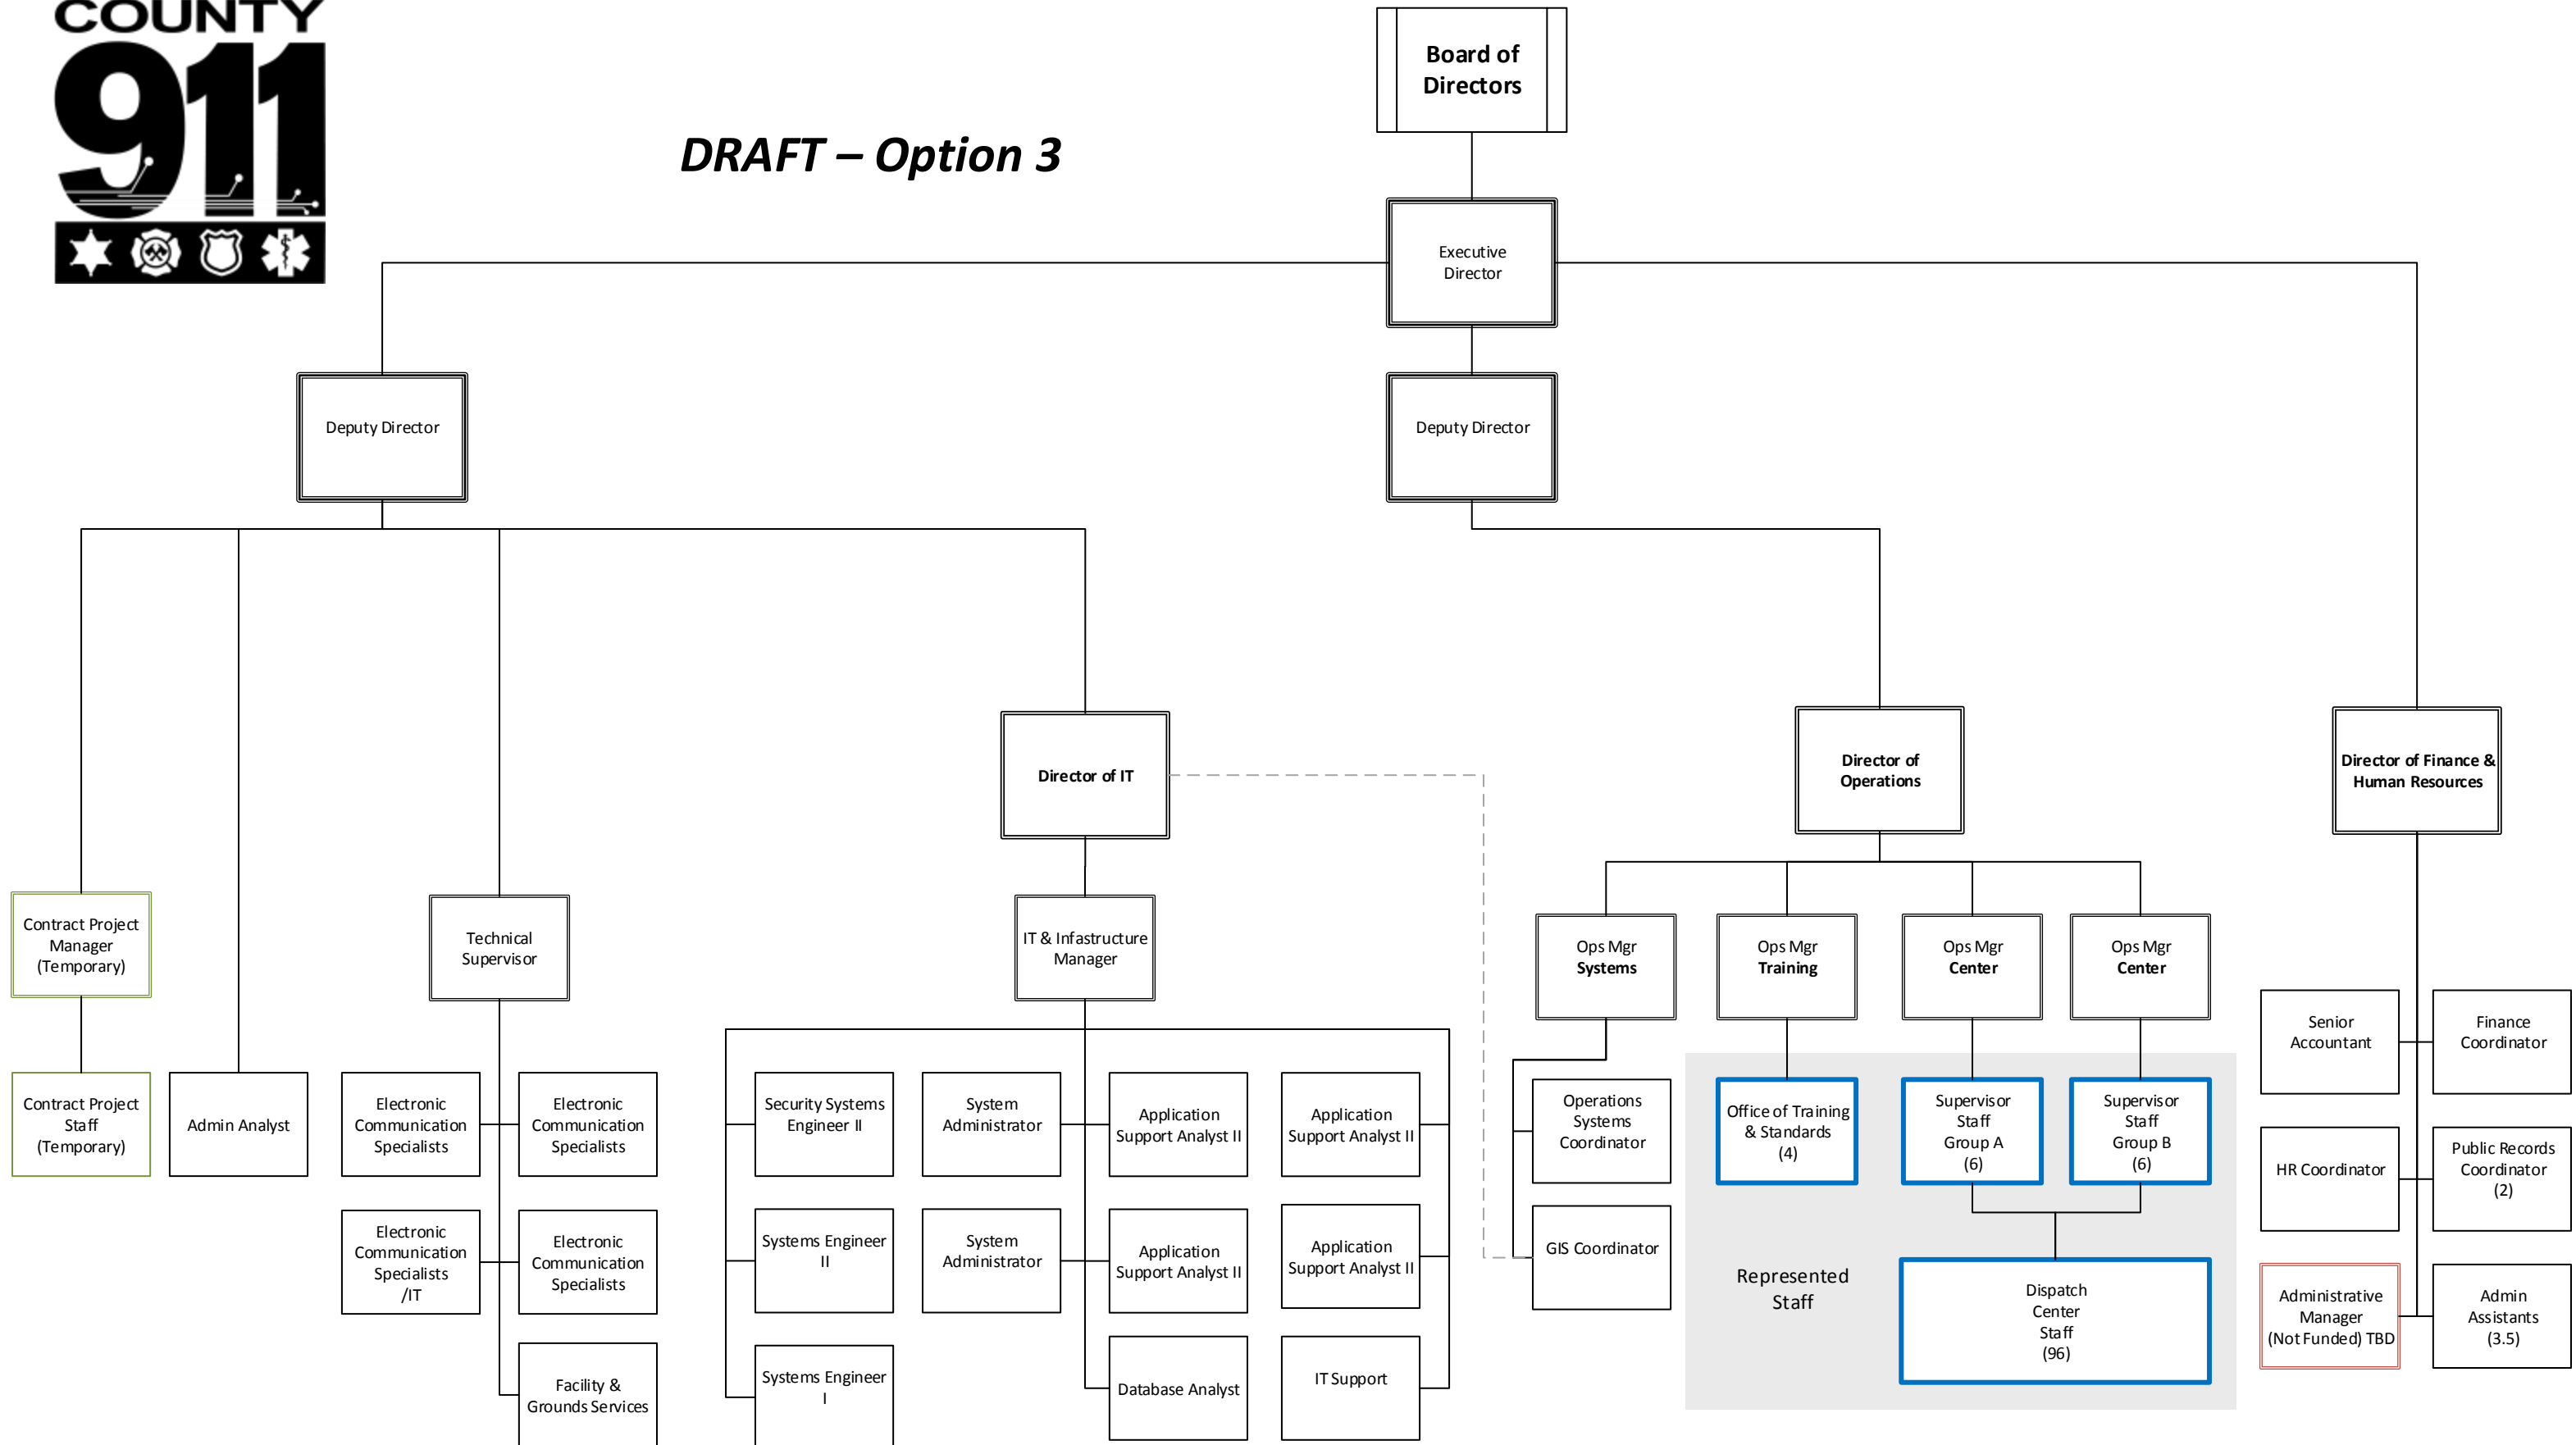 COUNTY
911
DRAFT – Option 3
Board of
Directors
Executive
Director
Deputy Director
Deputy Director
Director of IT
Director of
Operations
Director of Finance &
Human Resources
Contract Project
Manager
(Temporary)
Technical
Supervisor
IT & Infastructure
Manager
Ops Mgr
Systems
Ops Mgr
Training
Ops Mgr
Center
Ops Mgr
Center
Contract Project
Staff
(Temporary)
Admin Analyst
Electronic
Communication
Specialists
Electronic
Communication
Specialists
Electronic
Communication
Specialists
/IT
Electronic
Communication
Specialists
Facility &
Grounds Services
Security Systems
Engineer II
System
Administrator
Application
Support Analyst II
Application
Support Analyst II
Systems Engineer
II
System
Administrator
Application
Support Analyst II
Application
Support Analyst II
Systems Engineer
I
Database Analyst
IT Support
Operations
Systems
Coordinator
GIS Coordinator
Office of Training
& Standards
(4)
Supervisor
Staff
Group A
(6)
Supervisor
Staff
Group B
(6)
Represented
Staff
Dispatch
Center
Staff
(96)
Senior
Accountant
Finance
Coordinator
HR Coordinator
Public Records
Coordinator
(2)
Administrative
Manager
(Not Funded) TBD
Admin
Assistants
(3.5)